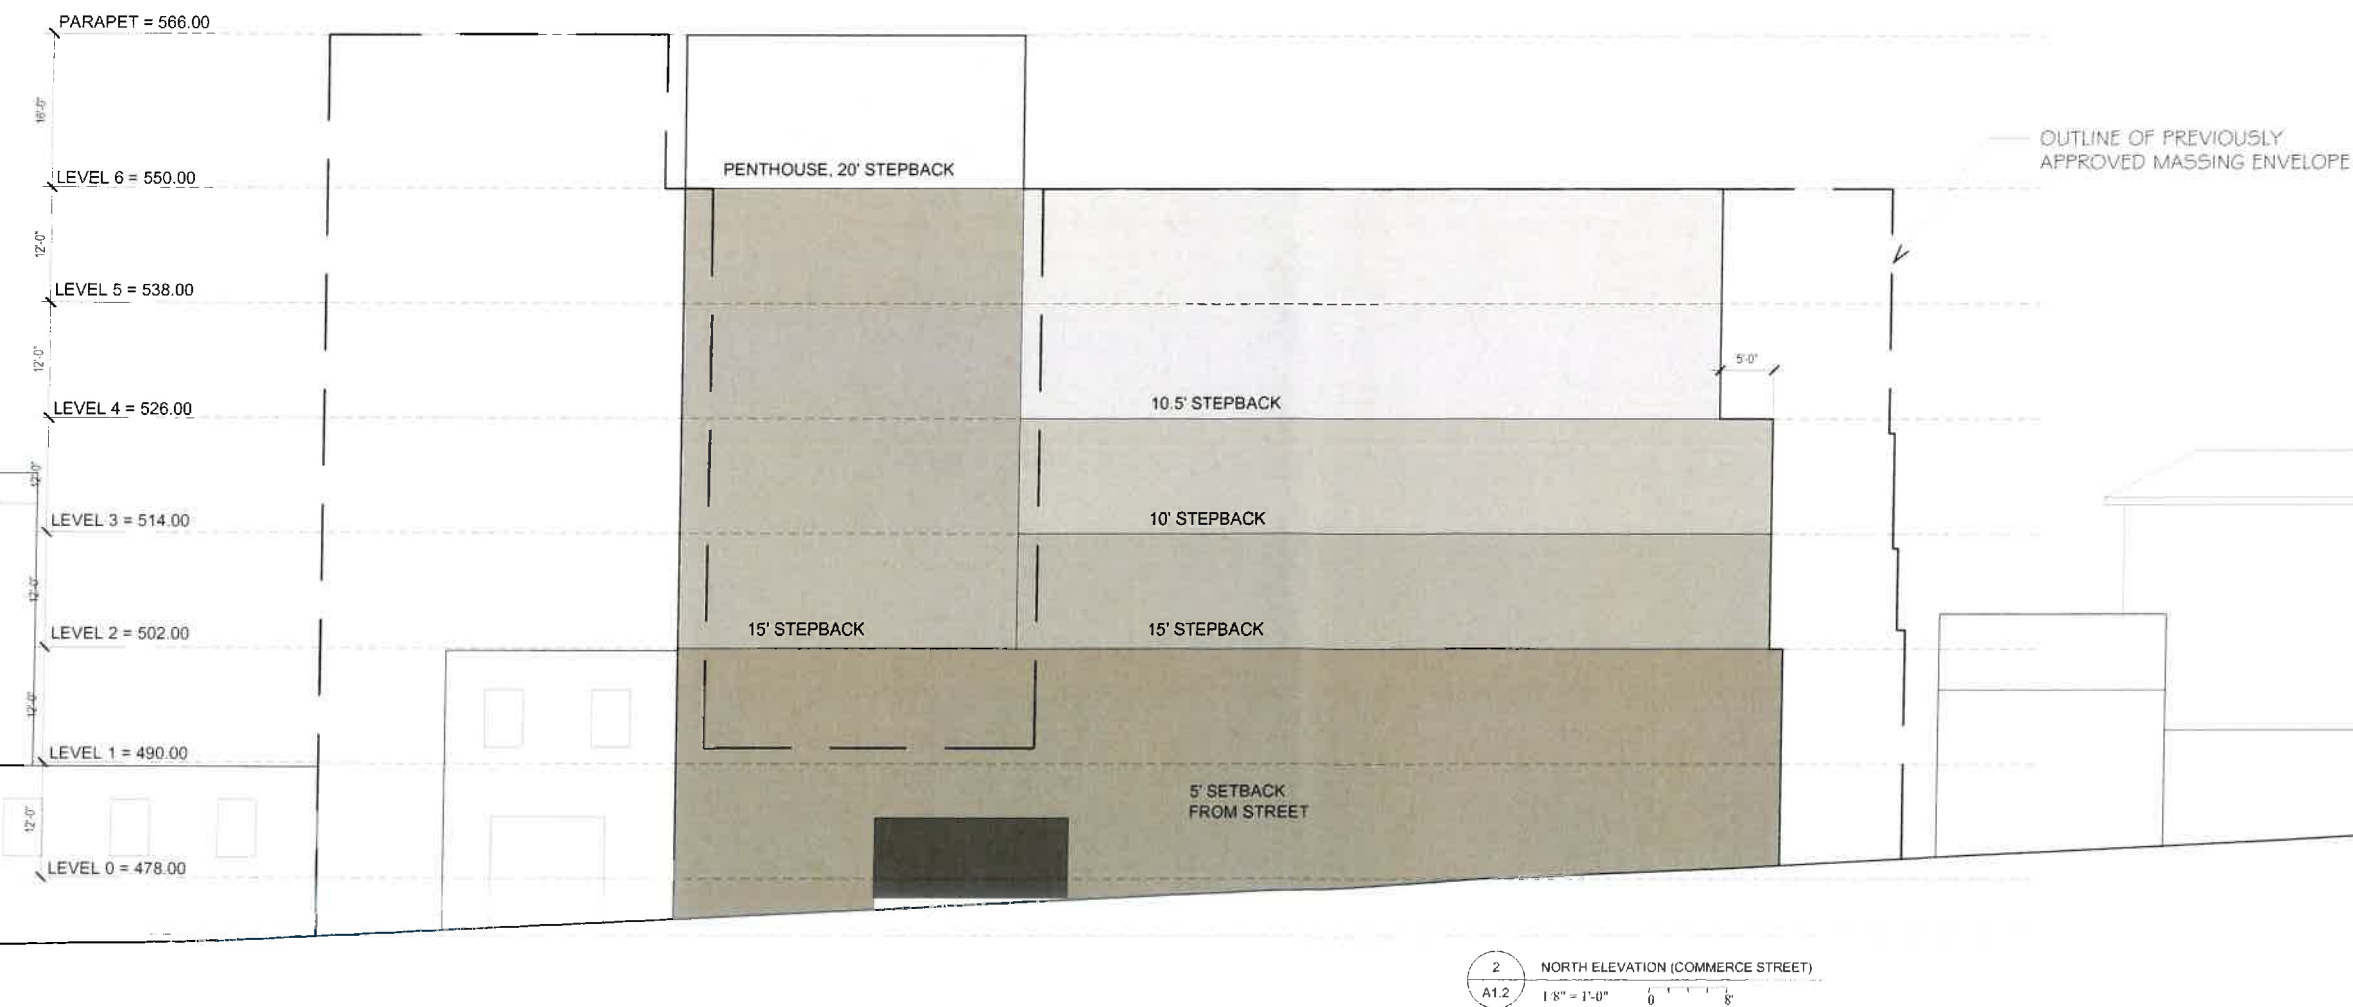 PARAPET = 566.00
16'-0"
LEVEL 6 = 550.00
12'-0"
LEVEL 5 = 538.00
12'-0"
LEVEL 4 = 526.00
12'-0"
LEVEL 3 = 514.00
12'-0"
LEVEL 2 = 502.00
12'-0"
LEVEL 1 = 490.00
12'-0"
LEVEL 0 = 478.00
PENTHOUSE, 20' STEPBACK
OUTLINE OF PREVIOUSLY
APPROVED MASSING ENVELOPE
5'-0"
10.5' STEPBACK
10' STEPBACK
15' STEPBACK
15' STEPBACK
5' SETBACK
FROM STREET
2
A1.2
NORTH ELEVATION (COMMERCE STREET)
1/8" = 1'-0"
0 8'